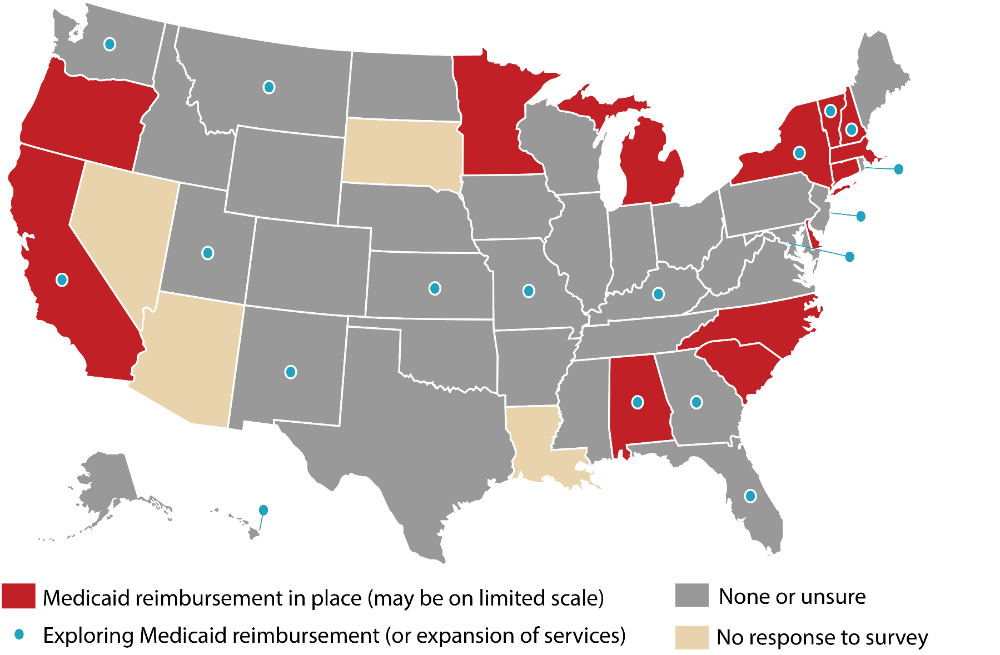 Medicaid reimbursement in place (may be on limited scale)
None or unsure
Exploring Medicaid reimbursement (or expansion of services)
No response to survey